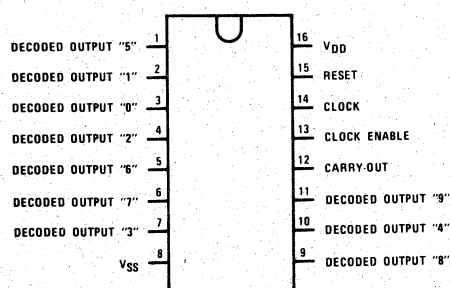 DECODED OUTPUT "5" 1
DECODED OUTPUT "1" 2
DECODED OUTPUT "0" 3
DECODED OUTPUT "2" 4
DECODED OUTPUT "6" 5
DECODED OUTPUT "7" 6
DECODED OUTPUT "3" 7
VSS 8
16 VDD
15 RESET
14 CLOCK
13 CLOCK ENABLE
12 CARRY-OUT
11 DECODED OUTPUT "9"
10 DECODED OUTPUT "4"
9 DECODED OUTPUT "8"